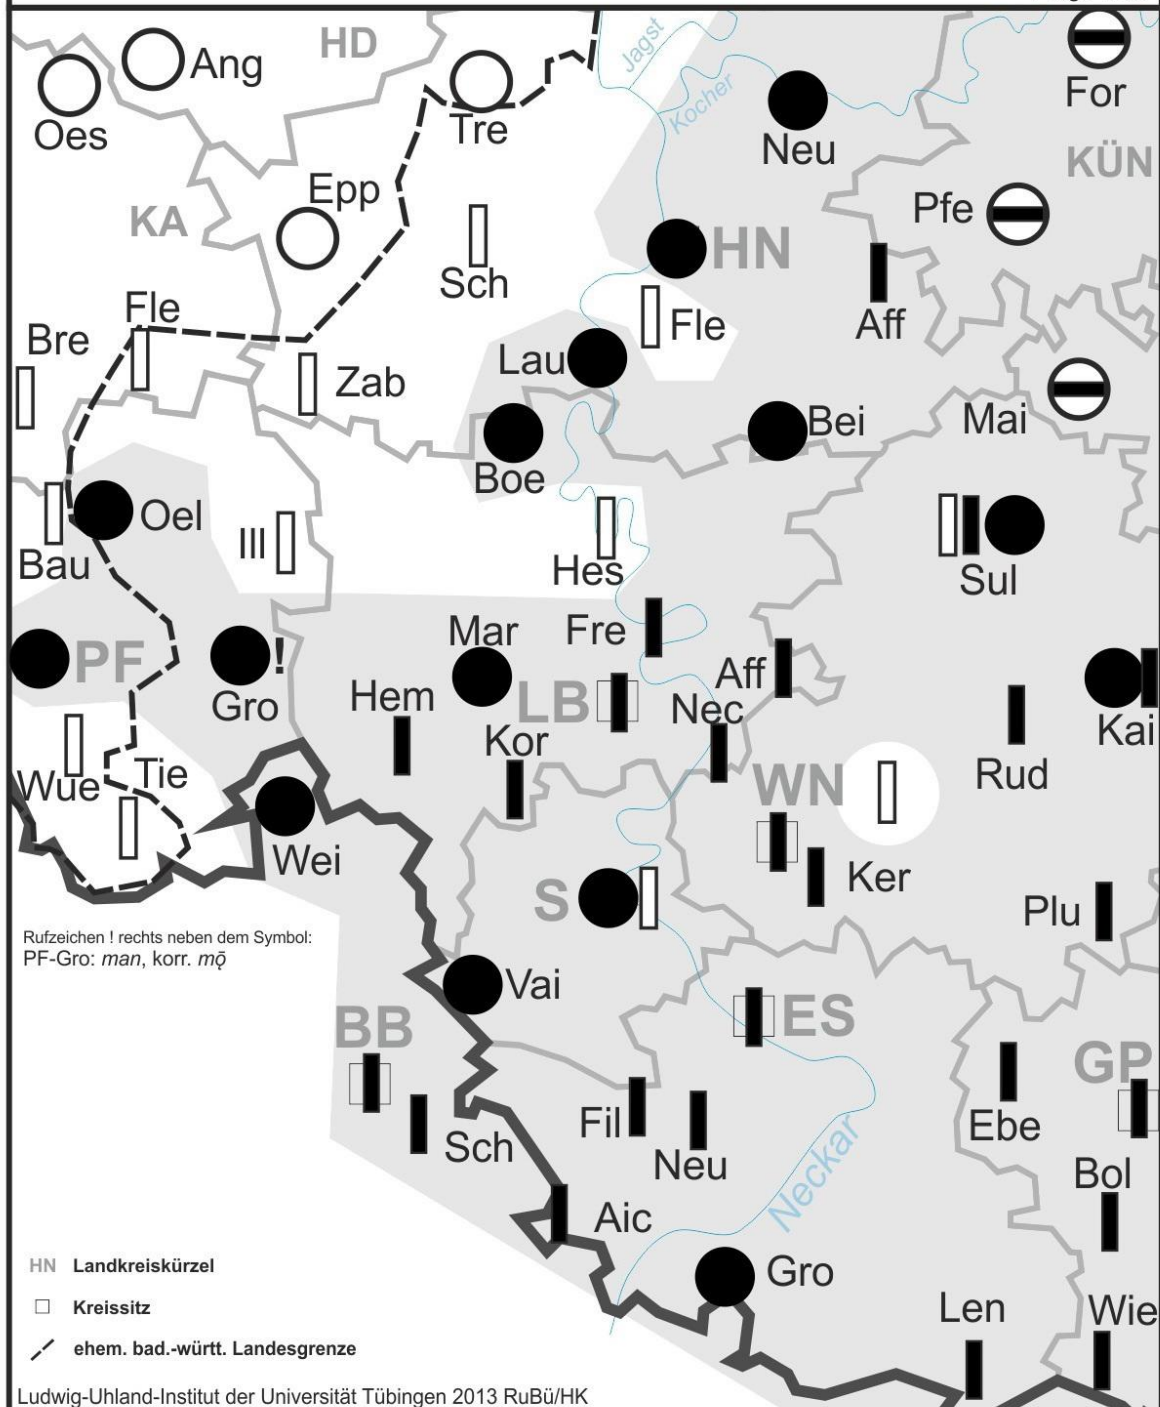 HD
Jagst
Ang
Oes
Tre
Kocher
For
Neu
KÜN
Epp
Pfe
KA
HN
Sch
Fle
Fle
Aff
Bre
Lau
Zab
Mai
Bei
Boe
Oel
Ill
Bau
Hes
Sul
Mar
Fre
PF
!
Aff
Gro
Hem
LB
Nec
Kai
Kor
Wue
Tie
WN
Rud
Wei
Ker
S
Plu
Rufzeichen ! rechts neben dem Symbol:
PF-Gro: man, korr. mǭ
Vai
BB
ES
GP
Fil
Ebe
Sch
Neu
Neckar
Bol
Aic
HN Landkreiskürzel
Gro
Kreissitz
Len
Wie
ehem. bad.-württ. Landesgrenze
Ludwig-Uhland-Institut der Universität Tübingen 2013 RuBü/HK